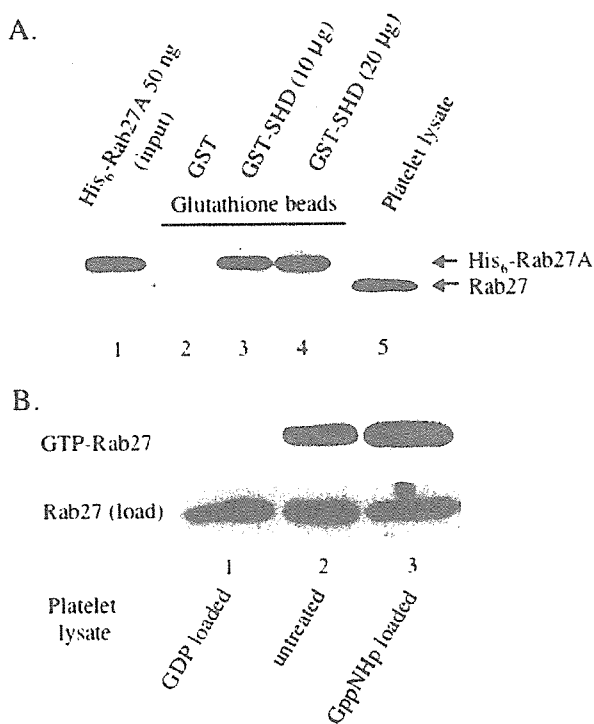 A.
His6-Rab27A 50 ng
(input)
GST
GST-SHD (10 μg)
GST-SHD (20 μg)
Platelet lysate
Glutathione beads
His6-Rab27A
Rab27
1 2 3 4 5
B.
GTP-Rab27
Rab27 (load)
1 2 3
Platelet
lysate
GDP loaded
untreated
GppNHp loaded